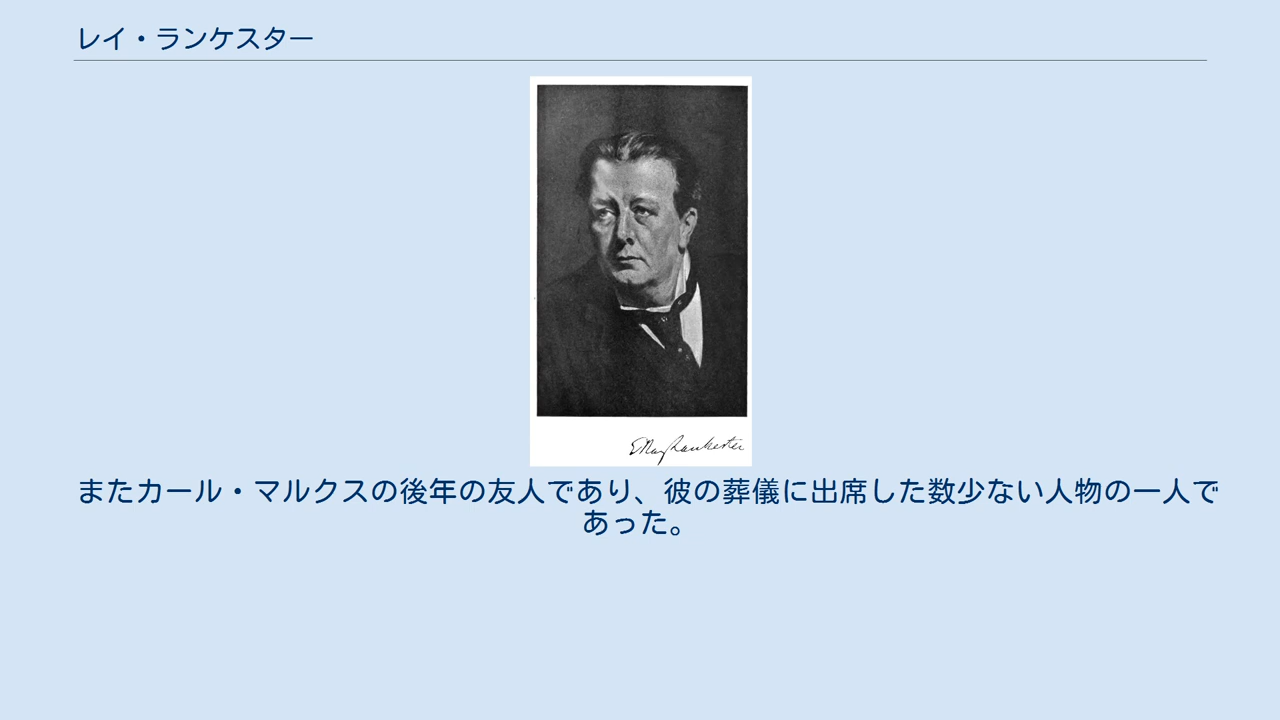 レイ・ランケスター
E Ray Lankester
またカール・マルクスの後年の友人であり、彼の葬儀に出席した数少ない人物の一人で
あった。